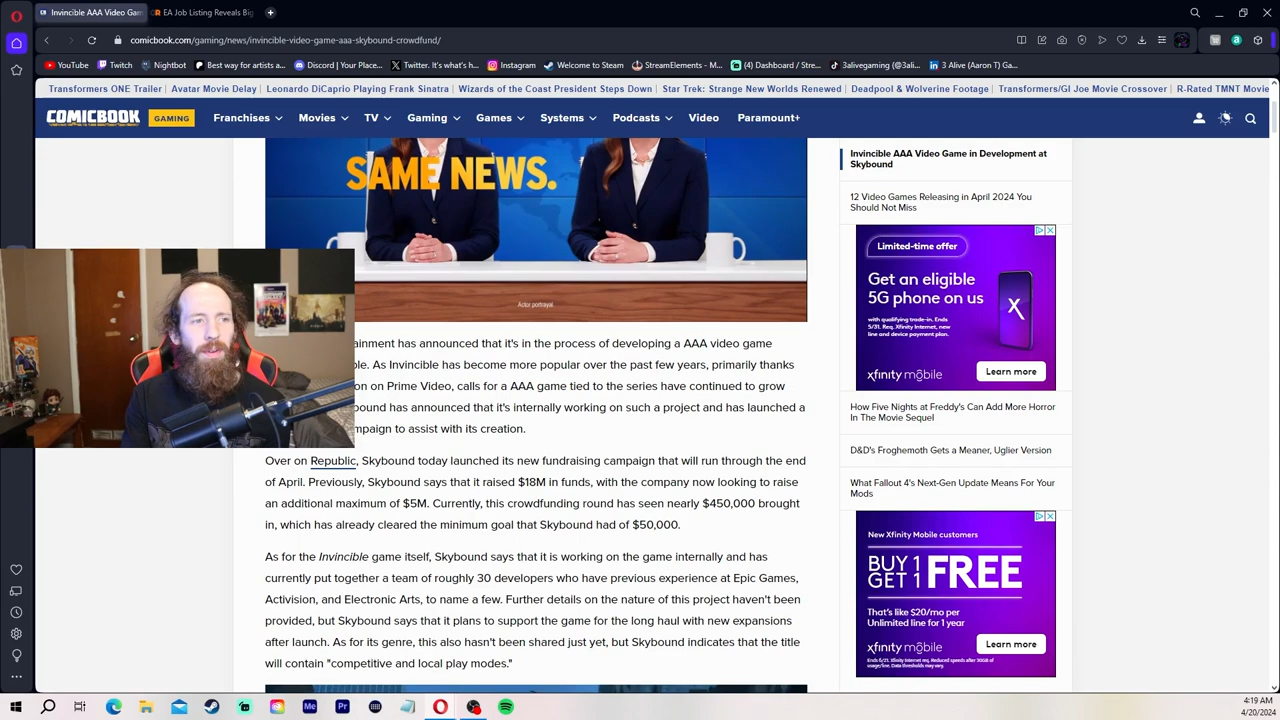 Invincible AAA Video Gam
EA Job Listing Reveals Big
comicbook.com/gaming/news/invincible-video-game-aaa-skybound-crowdfund/
YouTube
Twitch
Nightbot
Best way for artists a...
Discord | Your Place...
Twitter. It's what's h...
Instagram
Welcome to Steam
StreamElements - M...
(4) Dashboard / Stre...
3alivegaming (@3ali...
3 Alive (Aaron T) Ga...
Transformers ONE Trailer | Avatar Movie Delay | Leonardo DiCaprio Playing Frank Sinatra | Wizards of the Coast President Steps Down | Star Trek: Strange New Worlds Renewed | Deadpool & Wolverine Footage | Transformers/GI Joe Movie Crossover | R-Rated TMNT Movie
COMICBOOK GAMING Franchises Movies TV Gaming Games Systems Podcasts Video Paramount+
SAME NEWS.
Actor portrayal.
ainment has announced that it's in the process of developing a AAA video game
le. As Invincible has become more popular over the past few years, primarily thanks
on on Prime Video, calls for a AAA game tied to the series have continued to grow
bound has announced that it's internally working on such a project and has launched a
mpaign to assist with its creation.
Over on Republic, Skybound today launched its new fundraising campaign that will run through the end
of April. Previously, Skybound says that it raised $18M in funds, with the company now looking to raise
an additional maximum of $5M. Currently, this crowdfunding round has seen nearly $450,000 brought
in, which has already cleared the minimum goal that Skybound had of $50,000.
As for the Invincible game itself, Skybound says that it is working on the game internally and has
currently put together a team of roughly 30 developers who have previous experience at Epic Games,
Activision, and Electronic Arts, to name a few. Further details on the nature of this project haven't been
provided, but Skybound says that it plans to support the game for the long haul with new expansions
after launch. As for its genre, this also hasn't been shared just yet, but Skybound indicates that the title
will contain "competitive and local play modes."
Invincible AAA Video Game in Development at
Skybound
12 Video Games Releasing in April 2024 You
Should Not Miss
Limited-time offer
Get an eligible
5G phone on us
with qualifying trade-in. Ends
5/31. Req. Xfinity Internet, new
line and device payment plan.
X
xfinity mobile
Learn more
How Five Nights at Freddy's Can Add More Horror
In The Movie Sequel
D&D's Froghemoth Gets a Meaner, Uglier Version
What Fallout 4's Next-Gen Update Means For Your
Mods
New Xfinity Mobile customers
BUY 1
GET 1 FREE
That's like $20/mo per
Unlimited line for 1 year
xfinity mobile
Learn more
Me
Pr
4:19 AM
4/20/2024